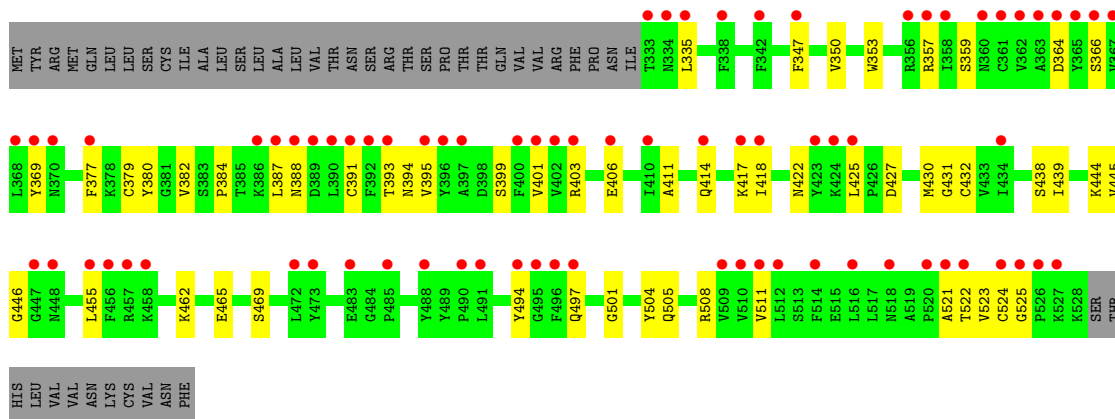 MET TYR ARG MET GLN LEU LEU SER CYS ILE ALA LEU SER LEU ALA LEU VAL THR ASN SER ARG THR SER PRO THR THR GLN VAL VAL ARG PHE PRO ASN ILE T333 N334 L335 F338 F342 F347 V350 W353 R356 R357 I358 S359 N360 C361 V362 A363 D364 Y365 S366 V367
L368 Y369 N370 F377 K378 C379 Y380 G381 V382 S383 P384 T385 K386 L387 N388 D389 L390 C391 F392 T393 N394 V395 Y396 A397 D398 S399 F400 V401 V402 R403 E406 I410 A411 Q414 K417 I418 N422 Y423 K424 L425 P426 D427 M430 G431 C432 V433 I434 S438 I439 K444 V445
G446 G447 N448 L455 F456 R457 K458 K462 E465 S469 L472 Y473 E483 G484 P485 Y488 Y489 P490 L491 Y494 G495 F496 Q497 G501 Y504 Q505 R508 V509 V510 V511 L512 S513 F514 E515 L516 L517 N518 A519 P520 A521 T522 V523 C524 G525 P526 K527 K528 SER THR
HIS LEU VAL VAL ASN LYS CYS VAL ASN PHE